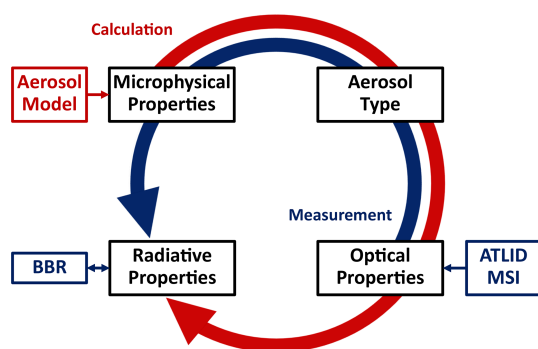 Calculation
Aerosol
Model
Microphysical
Properties
Aerosol
Type
Measurement
BBR
Radiative
Properties
Optical
Properties
ATLID
MSI